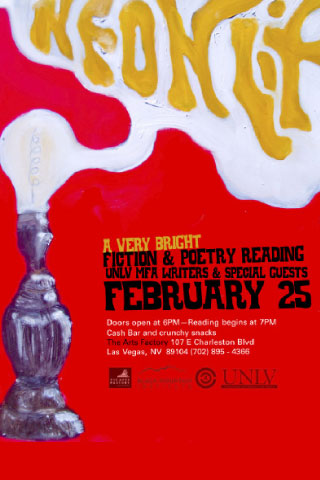 NEON Lit
A VERY BRIGHT
FICTION & POETRY READING
UNLV MFA WRITERS & SPECIAL GUESTS
FEBRUARY 25
Doors open at 6PM—Reading begins at 7PM
Cash Bar and crunchy snacks
The Arts Factory 107 E Charleston Blvd
Las Vegas, NV 89104 (702) 895 - 4366
UNLV